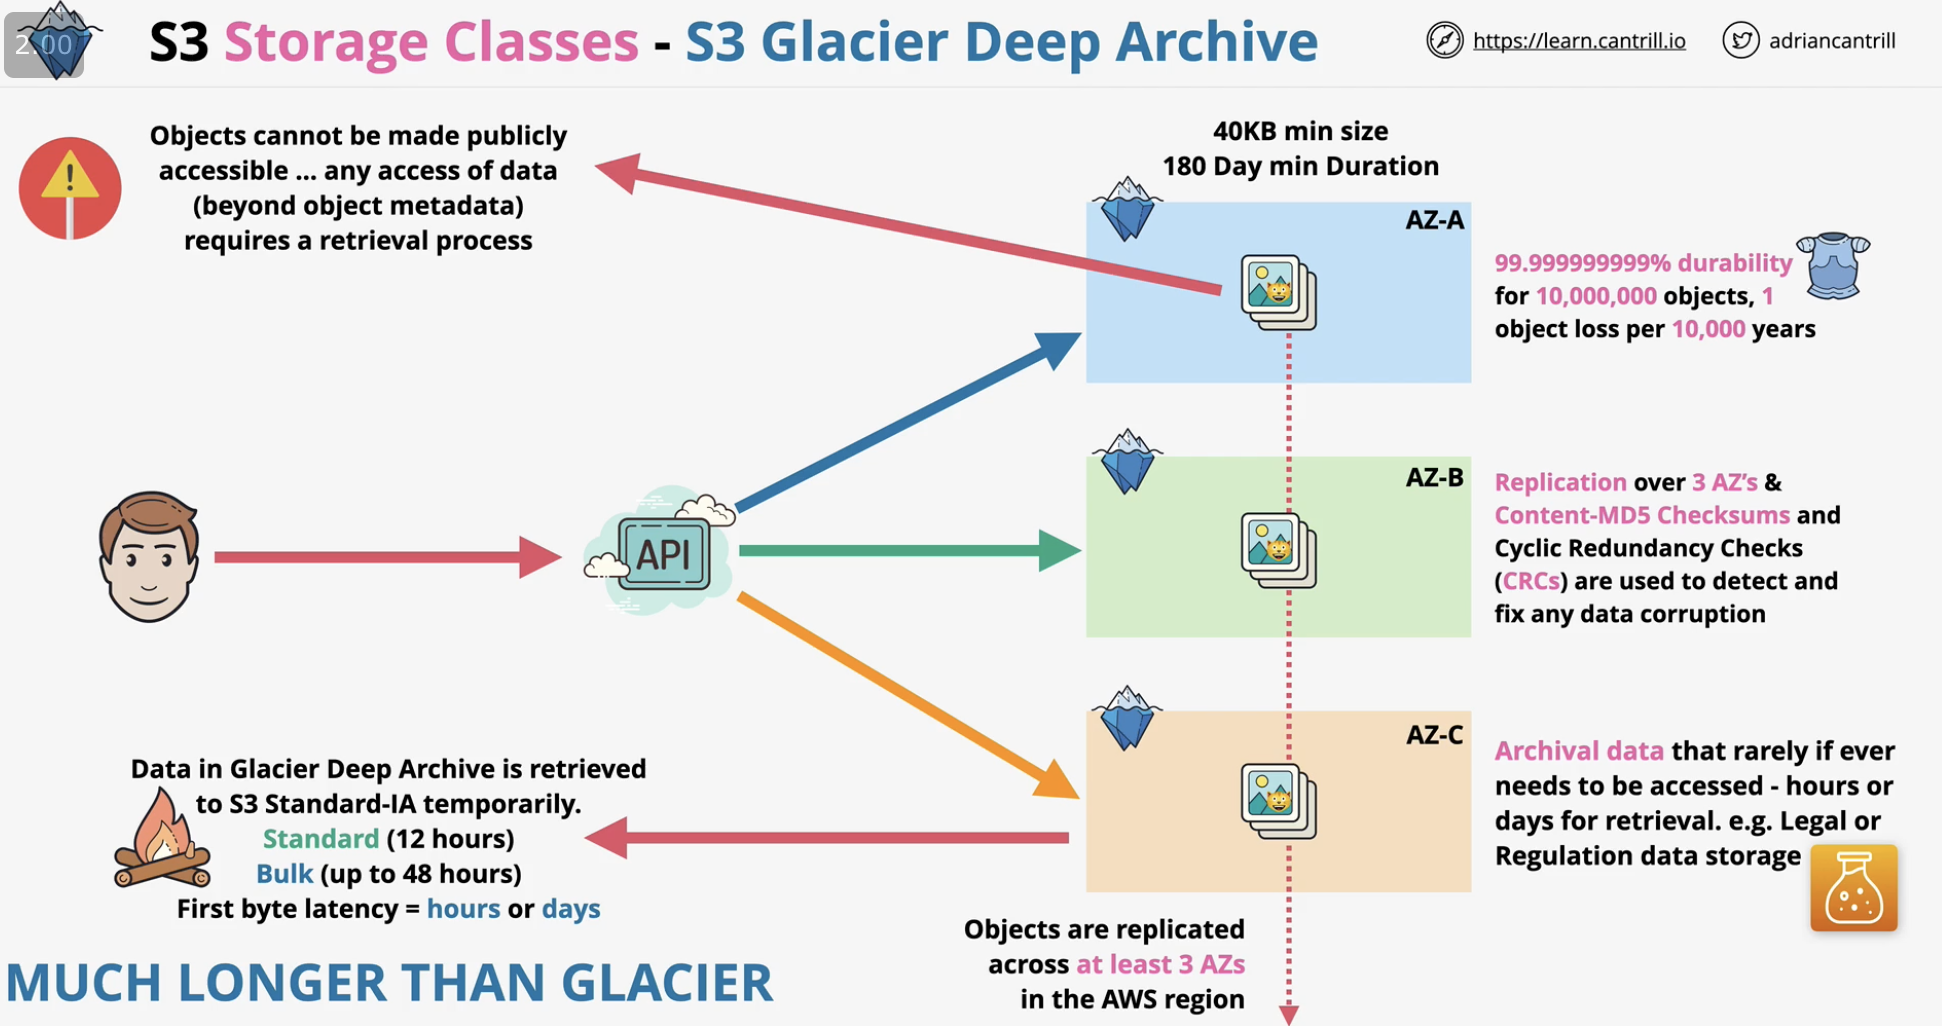 2.00
S3 Storage Classes - S3 Glacier Deep Archive
https://learn.cantrill.io
adriancantrill
Objects cannot be made publicly
accessible ... any access of data
(beyond object metadata)
requires a retrieval process
40KB min size
180 Day min Duration
AZ-A
99.999999999% durability
for 10,000,000 objects, 1
object loss per 10,000 years
API
AZ-B
Replication over 3 AZ's &
Content-MD5 Checksums and
Cyclic Redundancy Checks
(CRCs) are used to detect and
fix any data corruption
AZ-C
Archival data that rarely if ever
needs to be accessed - hours or
days for retrieval. e.g. Legal or
Regulation data storage
Data in Glacier Deep Archive is retrieved
to S3 Standard-IA temporarily.
Standard (12 hours)
Bulk (up to 48 hours)
First byte latency = hours or days
MUCH LONGER THAN GLACIER
Objects are replicated
across at least 3 AZs
in the AWS region